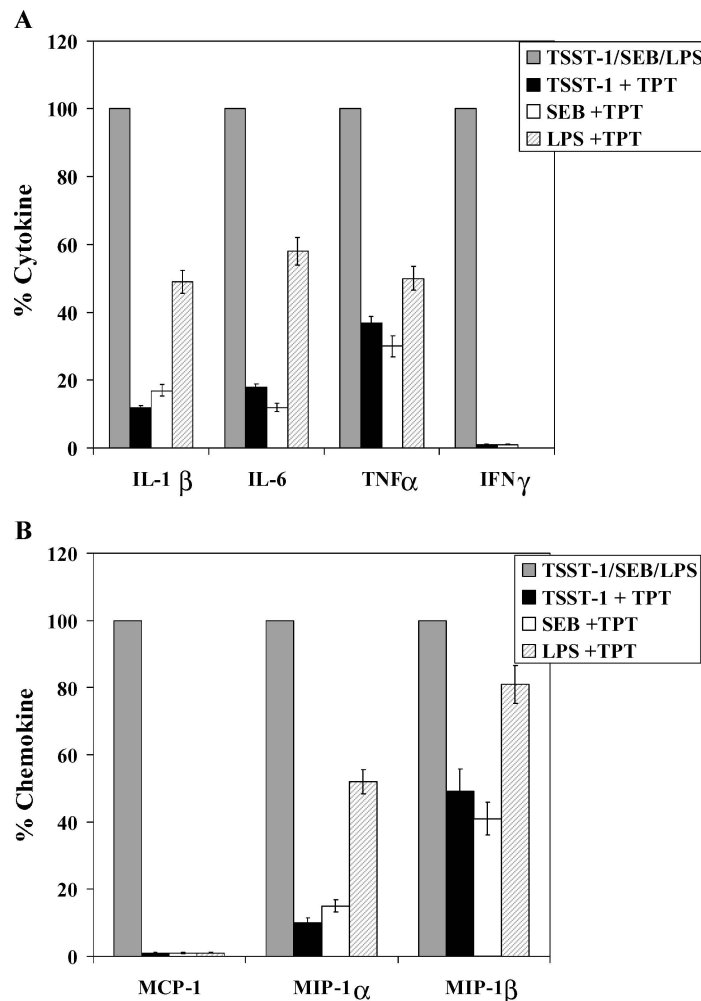 A
120
100
80
60
40
20
0
% Cytokine
TSST-1/SEB/LPS
TSST-1 + TPT
SEB +TPT
LPS +TPT
IL-1 β IL-6 TNFα IFNγ
B
120
100
80
60
40
20
0
% Chemokine
TSST-1/SEB/LPS
TSST-1 + TPT
SEB +TPT
LPS +TPT
MCP-1 MIP-1α MIP-1β